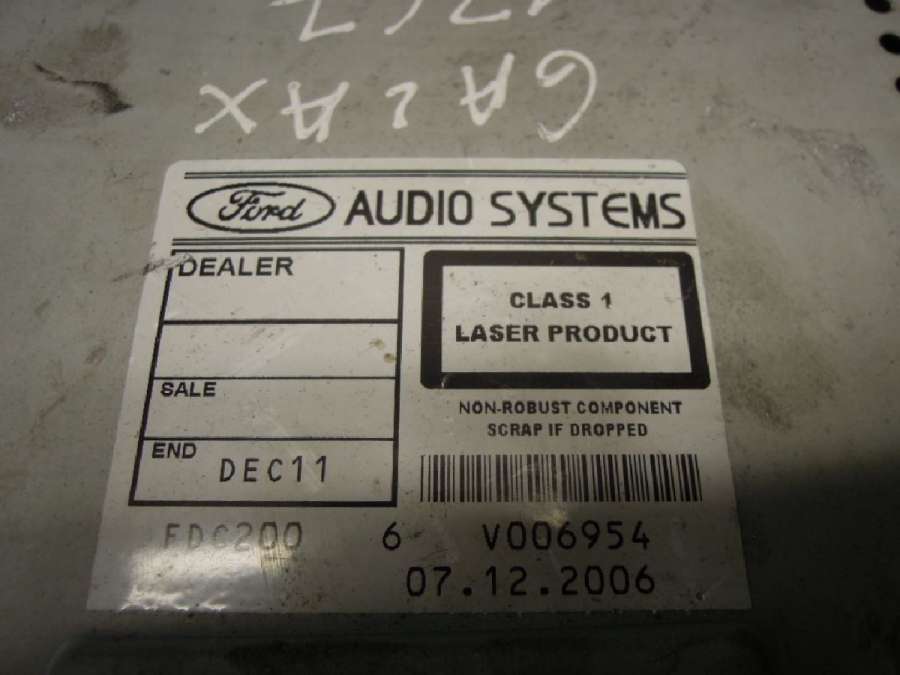 GALAX
Ford AUDIO SYSTEMS
DEALER
CLASS 1
LASER PRODUCT
SALE
NON-ROBUST COMPONENT
SCRAP IF DROPPED
END DEC11
FDC200 6 V006954
07.12.2006